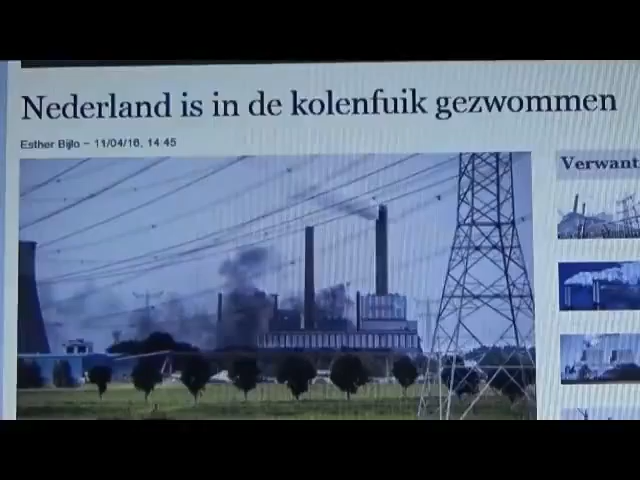 Nederland is in de kolenfuik gezwommen
Esther Bijlo – 11/04/16, 14:45
Verwant